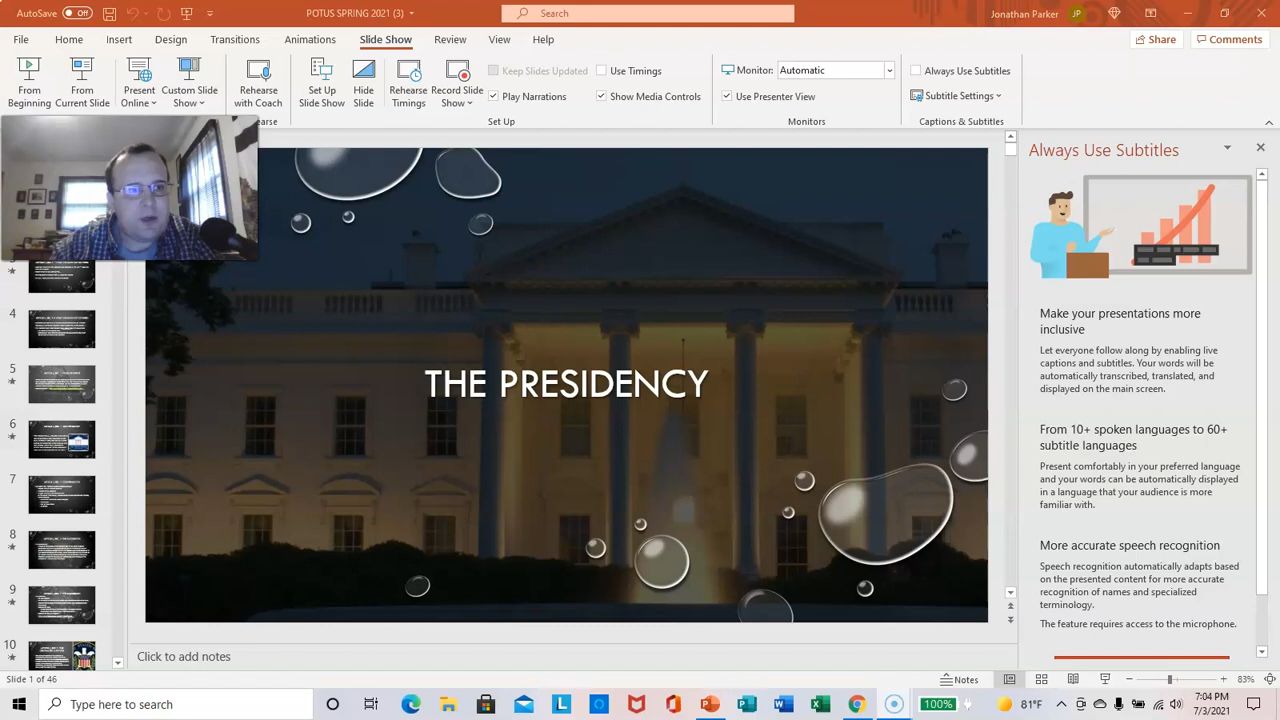 AutoSave Off
POTUS SPRING 2021 (3)
Search
Jonathan Parker JP
File Home Insert Design Transitions Animations Slide Show Review View Help
Share Comments
From Beginning
From Current Slide
Present Online
Custom Slide Show
Rehearse with Coach
Set Up Slide Show
Hide Slide
Rehearse Timings
Record Slide Show
Keep Slides Updated
Use Timings
Play Narrations
Show Media Controls
Monitor: Automatic
Use Presenter View
Always Use Subtitles
Subtitle Settings
Set Up
Monitors
Captions & Subtitles
Always Use Subtitles
THE PRESIDENCY
4
5
6
7
8
9
10
Make your presentations more
inclusive
Let everyone follow along by enabling live
captions and subtitles. Your words will be
automatically transcribed, translated, and
displayed on the main screen.
From 10+ spoken languages to 60+
subtitle languages
Present comfortably in your preferred language
and your words can be automatically displayed
in a language that your audience is more
familiar with.
More accurate speech recognition
Speech recognition automatically adapts based
on the presented content for more accurate
recognition of names and specialized
terminology.
The feature requires access to the microphone.
Click to add notes
Slide 1 of 46
Notes
83%
Type here to search
100%
81°F
7:04 PM
7/3/2021